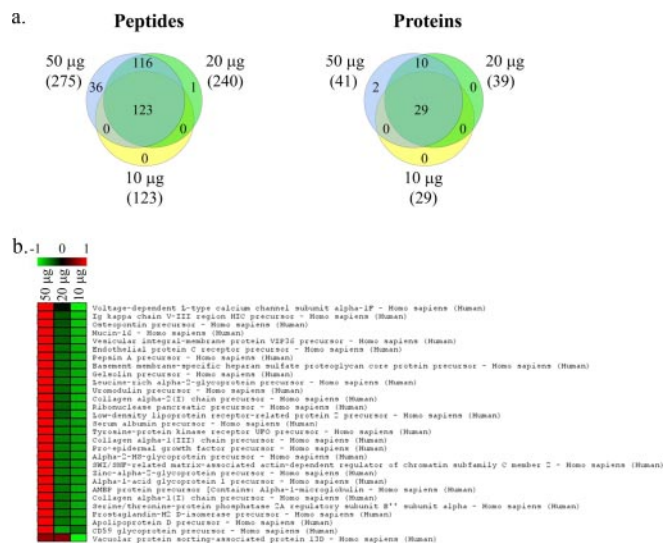 a.
Peptides
Proteins
50 µg
(275)
116
20 µg
(240)
36
1
123
0
0
0
10 µg
(123)
50 µg
(41)
10
20 µg
(39)
2
0
29
0
0
0
10 µg
(29)
b.
-1 0 1
50 µg
20 µg
10 µg
Voltage-dependent L-type calcium channel subunit alpha-1F - Homo sapiens (Human)
Ig kappa chain V-III region HIC precursor - Homo sapiens (Human)
Osteopontin precursor - Homo sapiens (Human)
Mucin-16 - Homo sapiens (Human)
Vesicular integral-membrane protein VIP36 precursor - Homo sapiens (Human)
Endothelial protein C receptor precursor - Homo sapiens (Human)
Pepsin A precursor - Homo sapiens (Human)
Basement membrane-specific heparan sulfate proteoglycan core protein precursor - Homo sapiens (Human)
Gelsolin precursor - Homo sapiens (Human)
Leucine-rich alpha-2-glycoprotein precursor - Homo sapiens (Human)
Uromodulin precursor - Homo sapiens (Human)
Collagen alpha-2(I) chain precursor - Homo sapiens (Human)
Ribonuclease pancreatic precursor - Homo sapiens (Human)
Low-density lipoprotein receptor-related protein 2 precursor - Homo sapiens (Human)
Serum albumin precursor - Homo sapiens (Human)
Tyrosine-protein kinase receptor UFO precursor - Homo sapiens (Human)
Collagen alpha-1(III) chain precursor - Homo sapiens (Human)
Pro-epidermal growth factor precursor - Homo sapiens (Human)
Alpha-2-HS-glycoprotein precursor - Homo sapiens (Human)
SWI/SNF-related matrix-associated actin-dependent regulator of chromatin subfamily C member 2 - Homo sapiens (Human)
Zinc-alpha-2-glycoprotein precursor - Homo sapiens (Human)
Alpha-1-acid glycoprotein 1 precursor - Homo sapiens (Human)
AMBP protein precursor [Contains: Alpha-1-microglobulin - Homo sapiens (Human)
Collagen alpha-1(I) chain precursor - Homo sapiens (Human)
Serine/threonine-protein phosphatase 2A regulatory subunit B'' subunit alpha - Homo sapiens (Human)
Prostaglandin-H2 D-isomerase precursor - Homo sapiens (Human)
Apolipoprotein D precursor - Homo sapiens (Human)
CD59 glycoprotein precursor - Homo sapiens (Human)
Vacuolar protein sorting-associated protein 13D - Homo sapiens (Human)